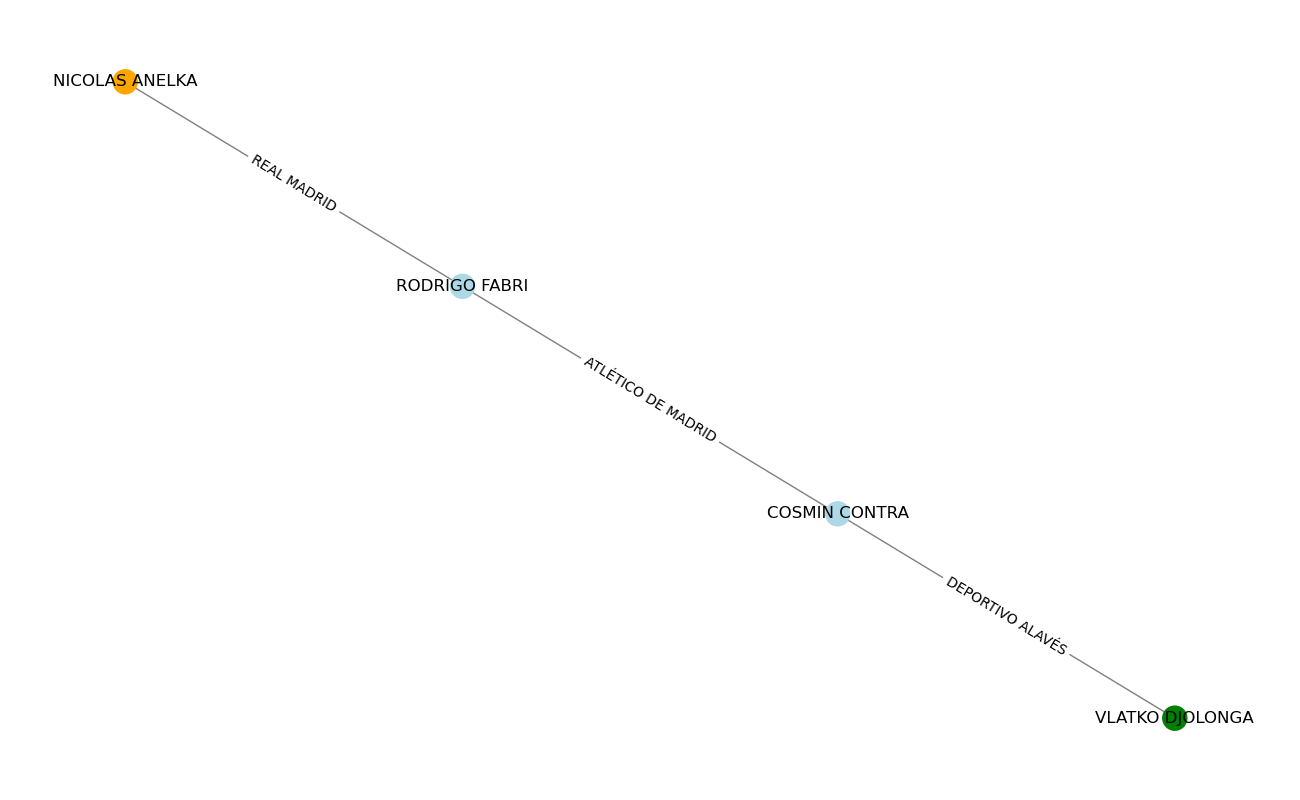 NICOLAS ANELKA
REAL MADRID
RODRIGO FABRI
ATLÉTICO DE MADRID
COSMIN CONTRA
DEPORTIVO ALAVÉS
VLATKO DJOLONGA